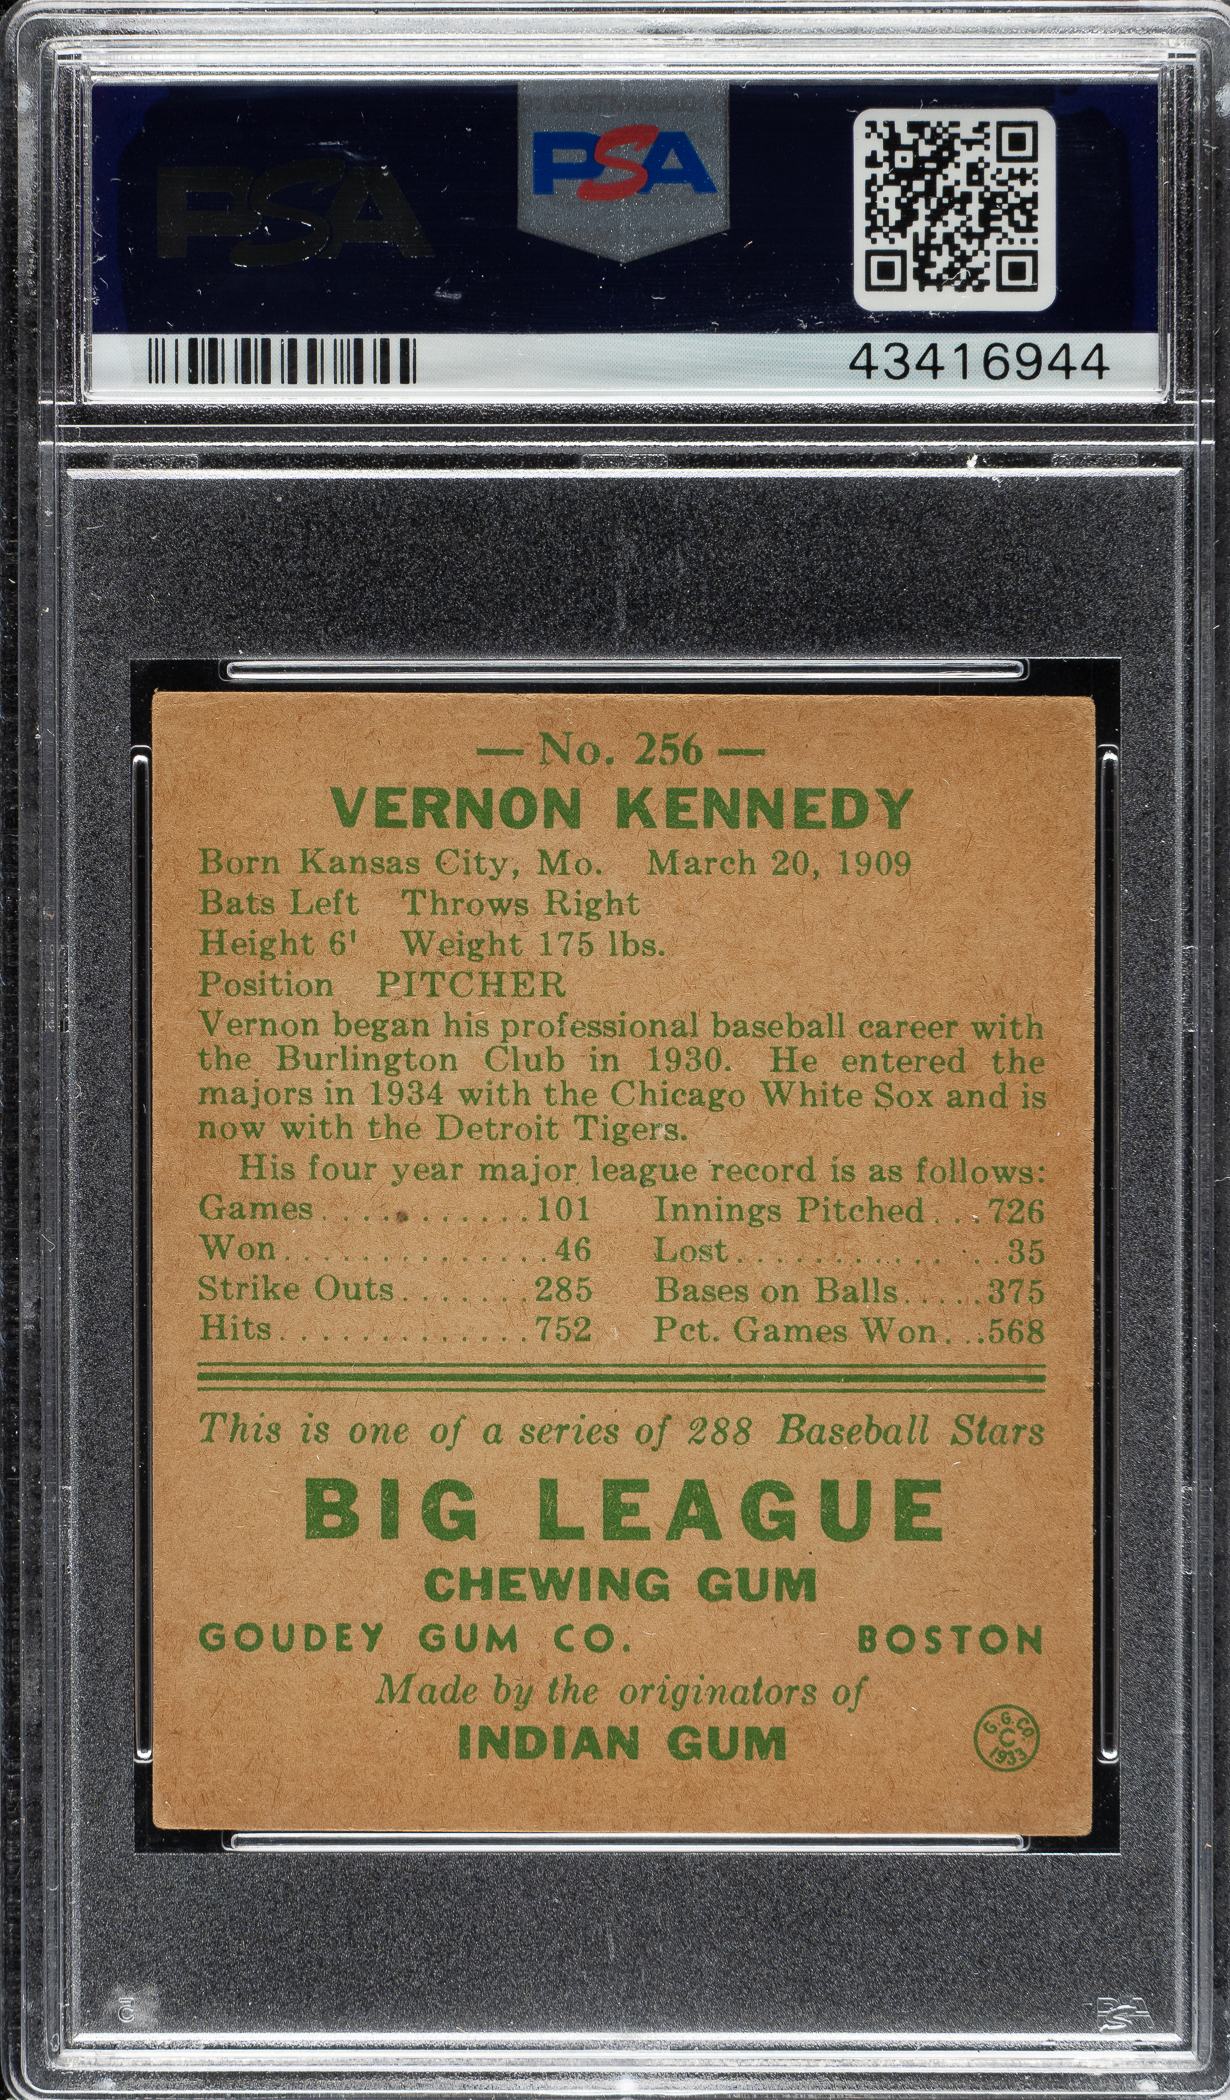 PSA
PSA
43416944
— No. 256 —
VERNON KENNEDY
Born Kansas City, Mo. March 20, 1909
Bats Left Throws Right
Height 6' Weight 175 lbs.
Position PITCHER
Vernon began his professional baseball career with
the Burlington Club in 1930. He entered the
majors in 1934 with the Chicago White Sox and is
now with the Detroit Tigers.
His four year major league record is as follows:
Games...........101 Innings Pitched...726
Won..............46 Lost..............35
Strike Outs.......285 Bases on Balls.....375
Hits.............752 Pct. Games Won...568
This is one of a series of 288 Baseball Stars
BIG LEAGUE
CHEWING GUM
GOUDEY GUM CO. BOSTON
Made by the originators of
INDIAN GUM
G.G.CO.
C
1933
PSA